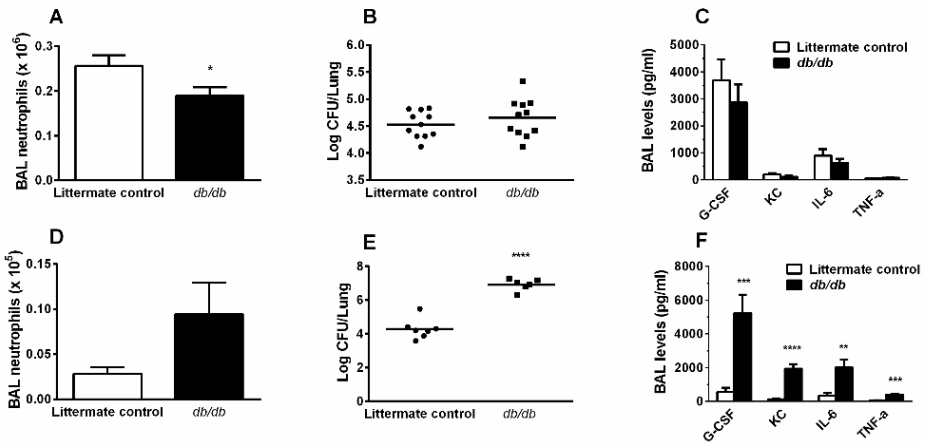 A
BAL neutrophils (x 10⁶)
0.3
0.2
0.1
0.0
*
Littermate control
db/db
B
Log CFU/Lung
6.0
5.5
5.0
4.5
4.0
3.5
Littermate control
db/db
C
BAL levels (pg/ml)
5000
4000
3000
2000
1000
0
Littermate control
db/db
G-CSF
KC
IL-6
TNF-a
D
BAL neutrophils (x 10⁵)
0.15
0.10
0.05
0.00
Littermate control
db/db
E
Log CFU/Lung
8
6
4
2
0
****
Littermate control
db/db
F
BAL levels (pg/ml)
8000
6000
4000
2000
0
Littermate control
db/db
***
****
**
***
G-CSF
KC
IL-6
TNF-a